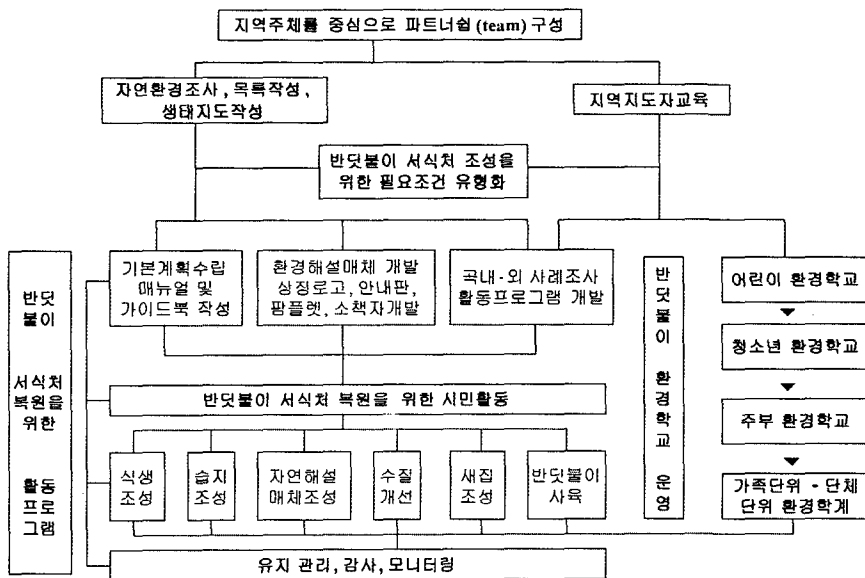 지역주체를 중심으로 파트너쉽(team) 구성
자연환경조사, 목록작성,
생태지도작성
지역지도자교육
반딧불이 서식처 조성을
위한 필요조건 유형화
반딧
불이
서식처
복원을
위한
활동
프로
그램
기본계획수립
매뉴얼 및
가이드북 작성
환경해설매체 개발
상징로고, 안내판,
팜플렛, 소책자개발
국내-외 사례조사
활동프로그램 개발
반딧불이 서식처 복원을 위한 시민활동
식생
조성
습지
조성
자연해설
매체조성
수질
개선
새집
조성
반딧불이
사육
유지 관리, 감사, 모니터링
반
딧
불
이
환
경
학
교
운
영
어린이 환경학교
청소년 환경학교
주부 환경학교
가족단위 - 단체
단위 환경학계